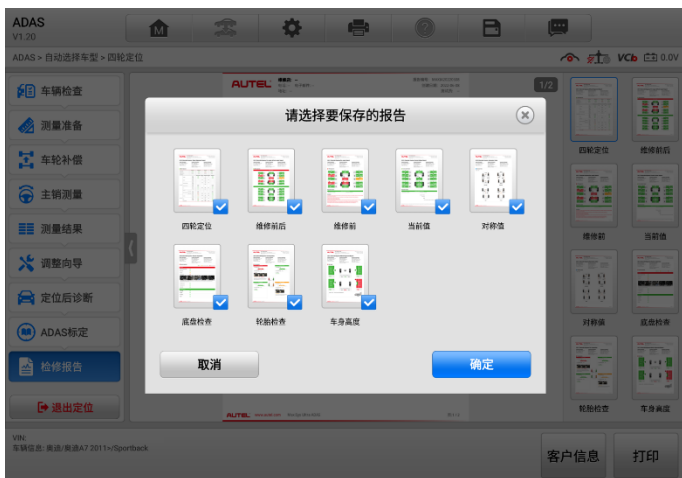 ADAS
V1.20
ADAS > 自动选择车型 > 四轮定位
VCb 0.0V
车辆检查
测量准备
车轮补偿
主销测量
测量结果
调整向导
定位后诊断
ADAS标定
检修报告
退出定位
AUTEL
1/2
请选择要保存的报告
四轮定位
维修前后
维修前
当前值
对称值
底盘检查
轮胎检查
车身高度
取消
确定
四轮定位
维修前后
维修前
当前值
对称值
底盘检查
轮胎检查
车身高度
AUTEL
VIN:
车辆信息: 奥迪/奥迪A7 2011>/Sportback
客户信息
打印